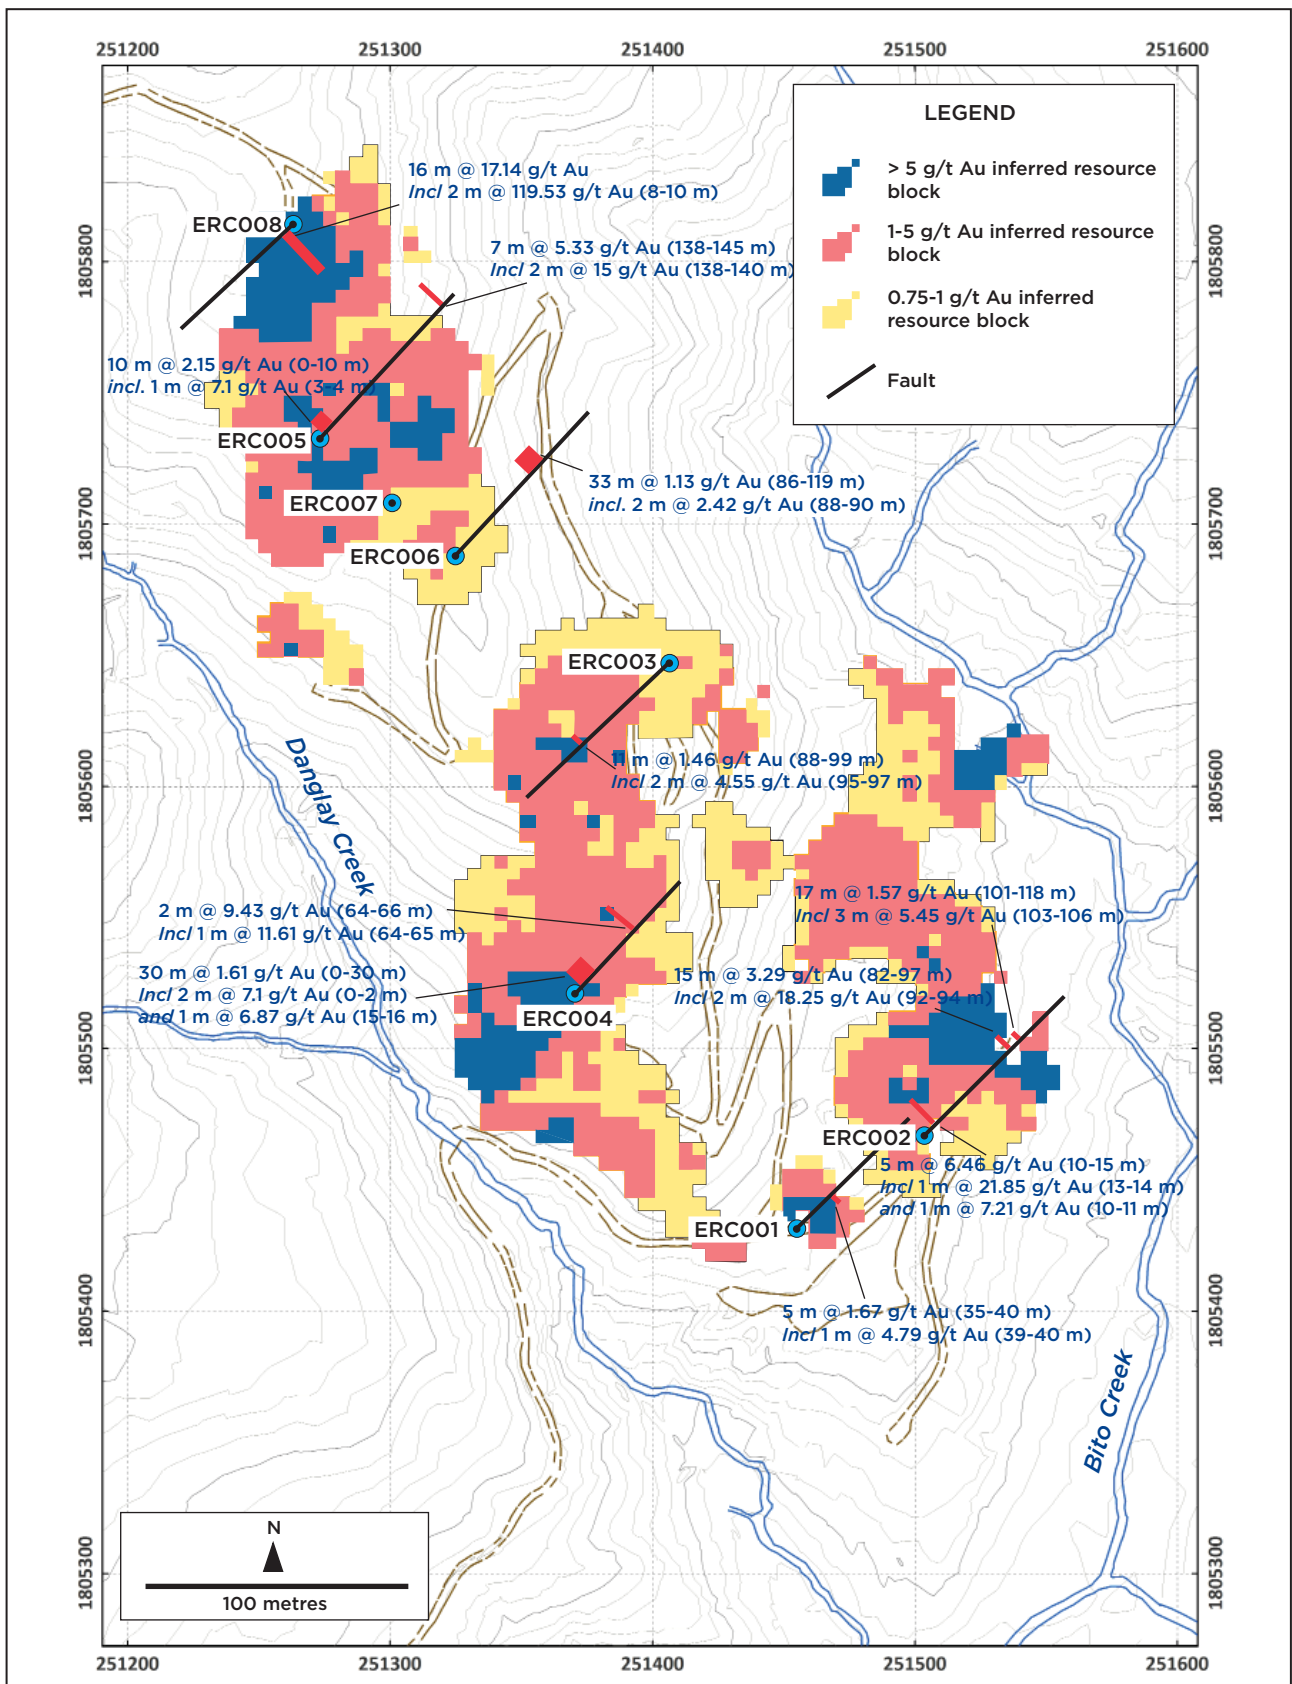 251200 251300 251400 251500 251600
LEGEND
> 5 g/t Au inferred resource
block
1-5 g/t Au inferred resource
block
0.75-1 g/t Au inferred
resource block
Fault
16 m @ 17.14 g/t Au
Incl 2 m @ 119.53 g/t Au (8-10 m)
ERC008
7 m @ 5.33 g/t Au (138-145 m)
Incl 2 m @ 15 g/t Au (138-140 m)
1805800
1805800
10 m @ 2.15 g/t Au (0-10 m)
incl. 1 m @ 7.1 g/t Au (3-4 m)
ERC005
33 m @ 1.13 g/t Au (86-119 m)
incl. 2 m @ 2.42 g/t Au (88-90 m)
ERC007
1805700
1805700
ERC006
ERC003
11 m @ 1.46 g/t Au (88-99 m)
Incl 2 m @ 4.55 g/t Au (95-97 m)
1805600
1805600
Danglay Creek
17 m @ 1.57 g/t Au (101-118 m)
Incl 3 m @ 5.45 g/t Au (103-106 m)
2 m @ 9.43 g/t Au (64-66 m)
Incl 1 m @ 11.61 g/t Au (64-65 m)
30 m @ 1.61 g/t Au (0-30 m)
Incl 2 m @ 7.1 g/t Au (0-2 m)
and 1 m @ 6.87 g/t Au (15-16 m)
15 m @ 3.29 g/t Au (82-97 m)
Incl 2 m @ 18.25 g/t Au (92-94 m)
ERC004
1805500
1805500
ERC002
5 m @ 6.46 g/t Au (10-15 m)
Incl 1 m @ 21.85 g/t Au (13-14 m)
and 1 m @ 7.21 g/t Au (10-11 m)
ERC001
5 m @ 1.67 g/t Au (35-40 m)
Incl 1 m @ 4.79 g/t Au (39-40 m)
1805400
1805400
Bito Creek
N
100 metres
1805300
1805300
251200 251300 251400 251500 251600